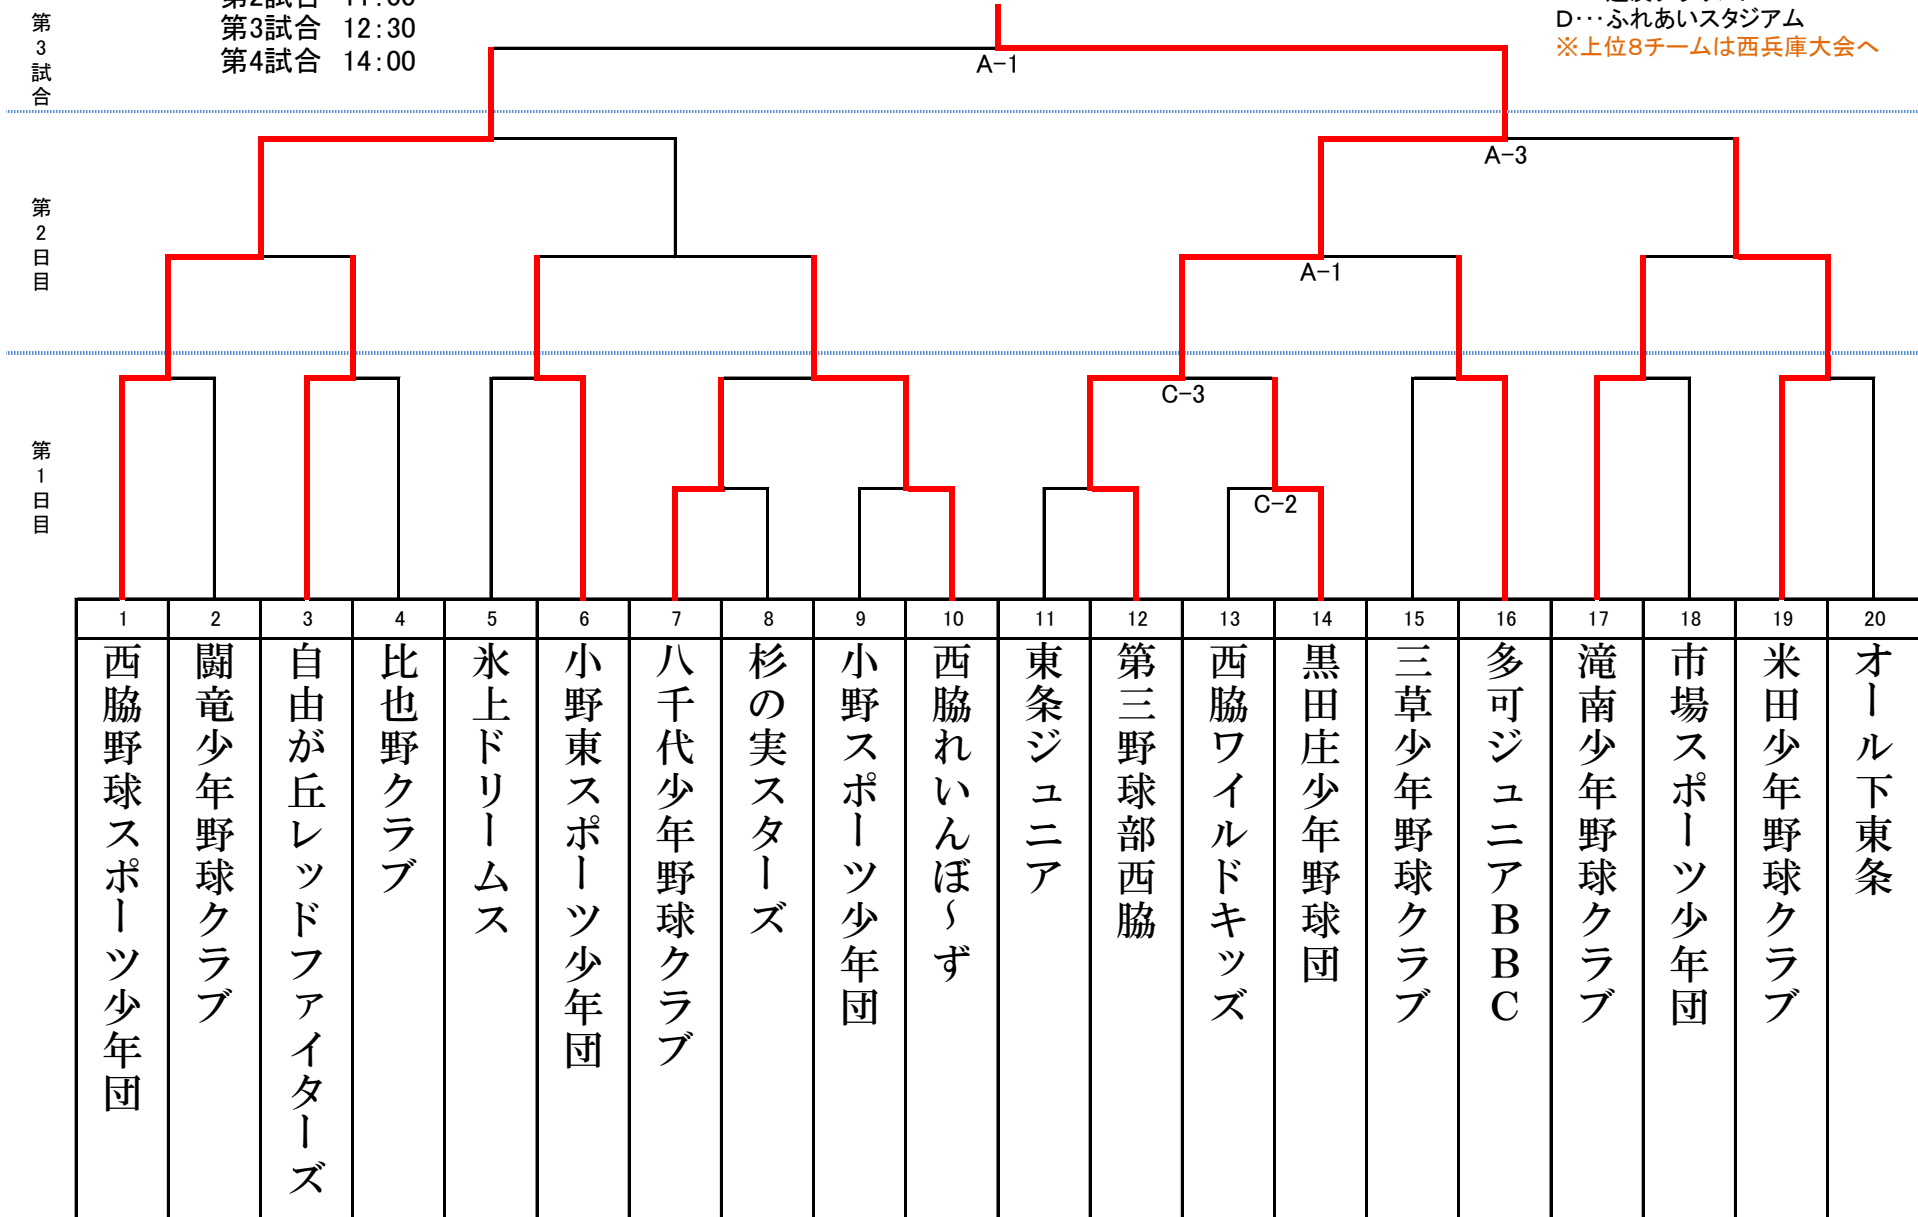 第3試合 12:30
第4試合 14:00
D…ふれあいスタジアム
※上位8チームは西兵庫大会へ
第3試合
A-1
A-3
第2日目
A-1
C-3
第1日目
C-2
1 2 3 4 5 6 7 8 9 10 11 12 13 14 15 16 17 18 19 20
西脇野球スポーツ少年団
闘竜少年野球クラブ
自由が丘レッドファイターズ
比也野クラブ
氷上ドリームス
小野東スポーツ少年団
八千代少年野球クラブ
杉の実スターズ
小野スポーツ少年団
西脇れいんぼ～ず
東条ジュニア
第三野球部西脇
西脇ワイルドキッズ
黒田庄少年野球団
三草少年野球クラブ
多可ジュニアBBC
滝南少年野球クラブ
市場スポーツ少年団
米田少年野球クラブ
オール下東条